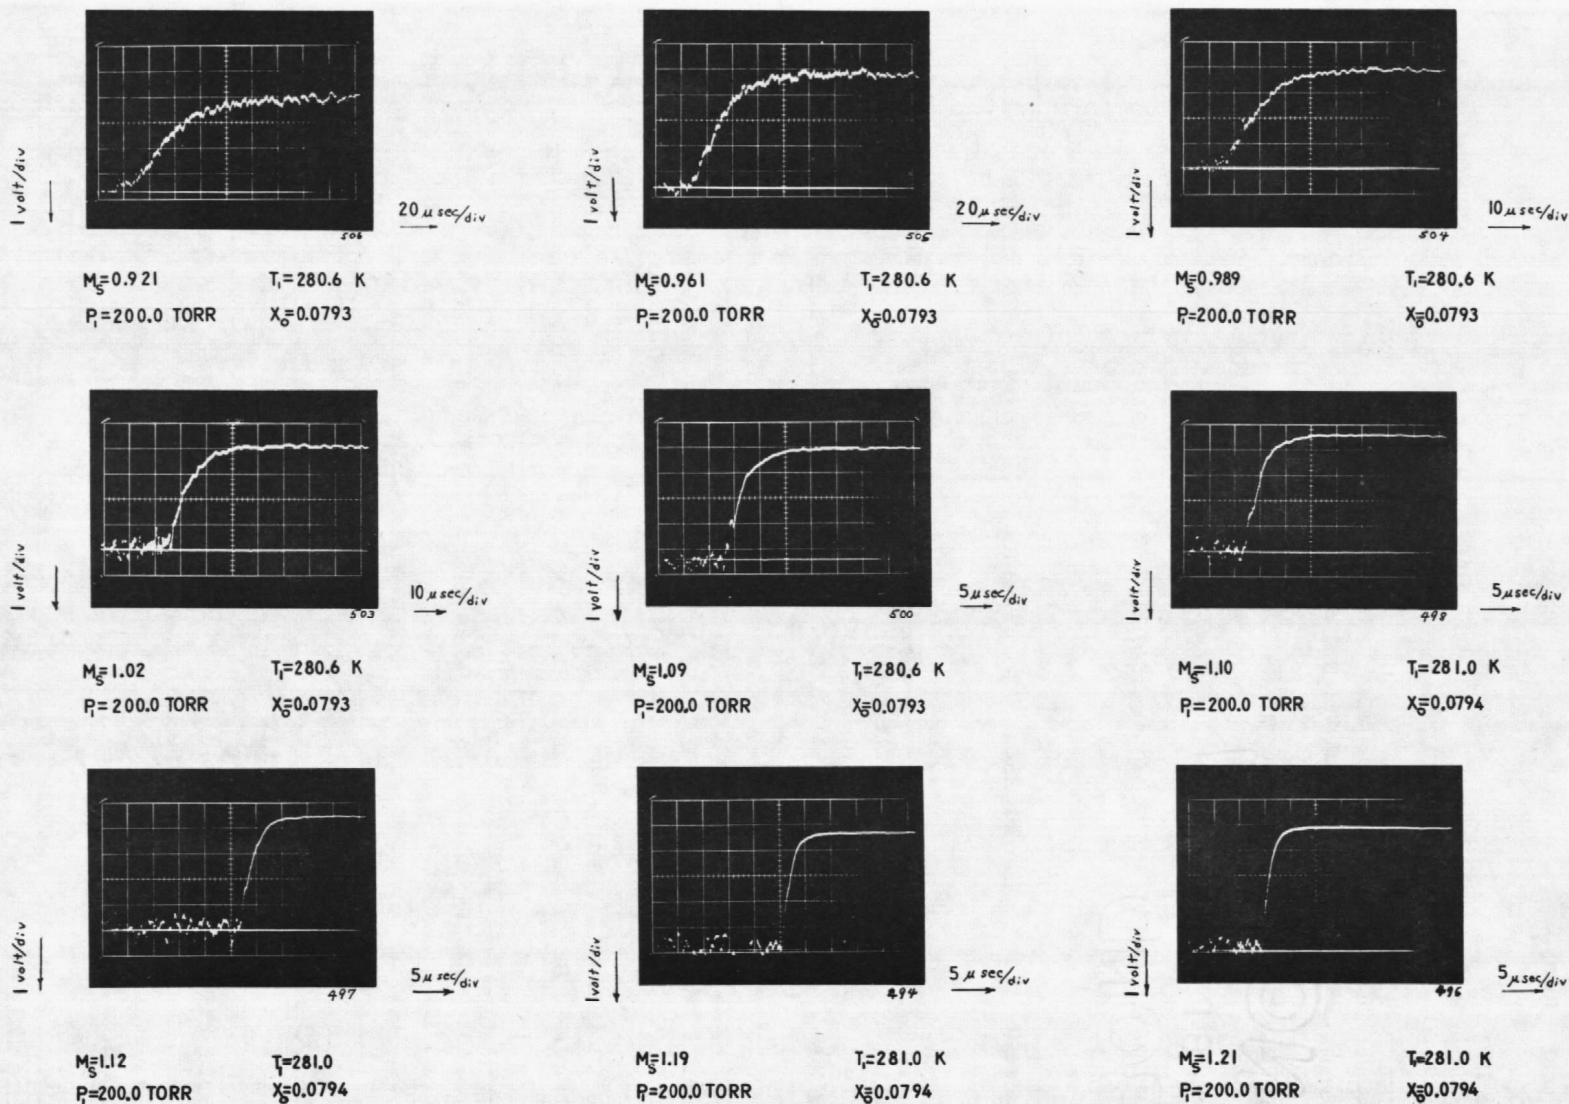 1 volt/div
506
20 μ sec/div
M_S=0.921 T_1=280.6 K
P_1=200.0 TORR X_0=0.0793
1 volt/div
505
20 μ sec/div
M_S=0.961 T_1=280.6 K
P_1=200.0 TORR X_0=0.0793
1 volt/div
504
10 μ sec/div
M_S=0.989 T_1=280.6 K
P_1=200.0 TORR X_0=0.0793
1 volt/div
503
10 μ sec/div
M_S=1.02 T_1=280.6 K
P_1=200.0 TORR X_0=0.0793
1 volt/div
500
5 μ sec/div
M_S=1.09 T_1=280.6 K
P_1=200.0 TORR X_0=0.0793
1 volt/div
498
5 μ sec/div
M_S=1.10 T_1=281.0 K
P_1=200.0 TORR X_0=0.0794
1 volt/div
497
5 μ sec/div
M_S=1.12 T_1=281.0
P_1=200.0 TORR X_0=0.0794
1 volt/div
494
5 μ sec/div
M_S=1.19 T_1=281.0 K
P_1=200.0 TORR X_0=0.0794
1 volt/div
496
5 μ sec/div
M_S=1.21 T_1=281.0 K
P_1=200.0 TORR X_0=0.0794